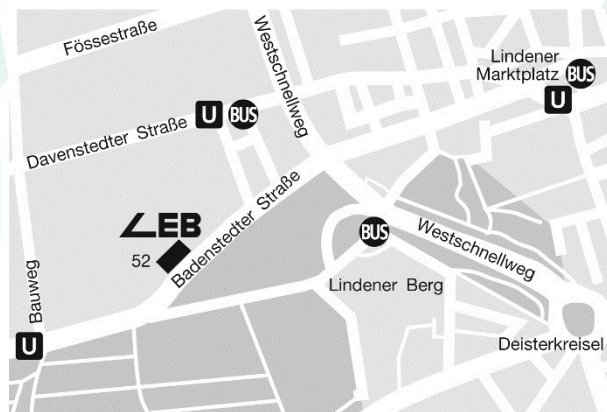 Fössestraße
Westschnellweg
Lindener
Marktplatz
BUS
U
Davenstedter Straße
U
BUS
LEB
52
Badenstedter Straße
BUS
Westschnellweg
Bauweg
Lindener Berg
U
Deisterkreisel